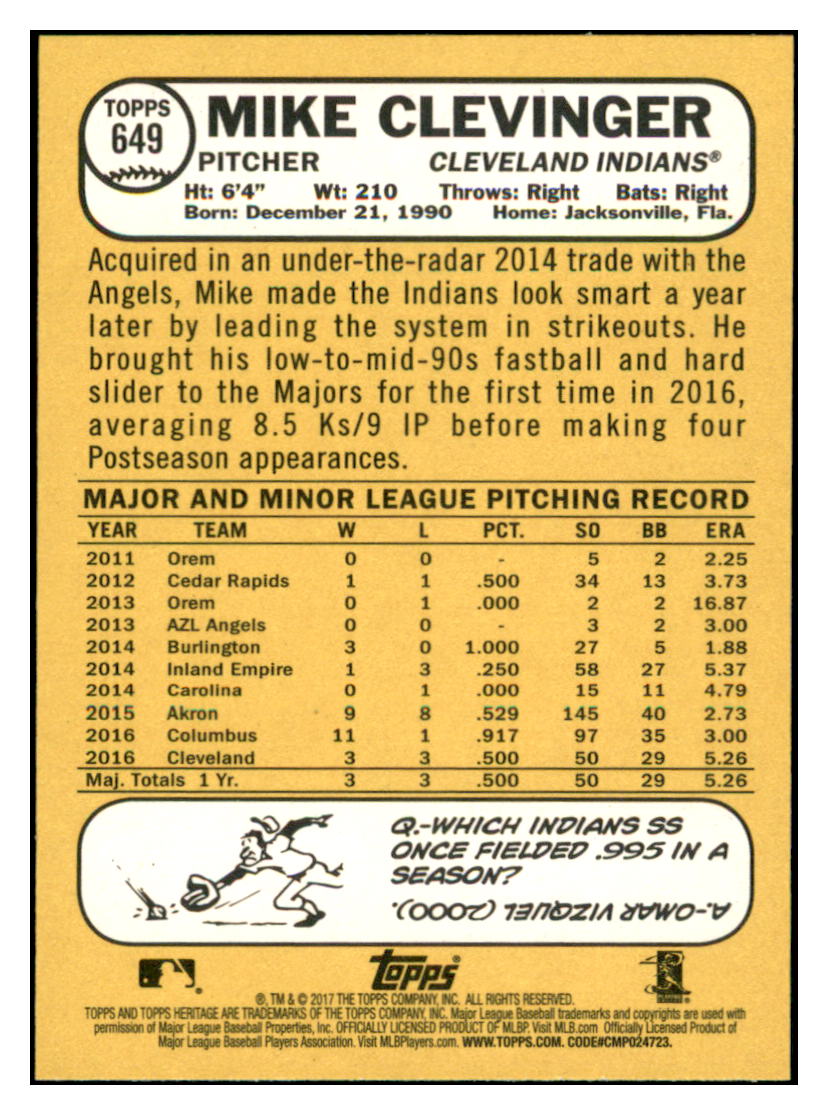 TOPPS
649
MIKE CLEVINGER
PITCHER CLEVELAND INDIANS®
Ht: 6'4" Wt: 210 Throws: Right Bats: Right
Born: December 21, 1990 Home: Jacksonville, Fla.
Acquired in an under-the-radar 2014 trade with the
Angels, Mike made the Indians look smart a year
later by leading the system in strikeouts. He
brought his low-to-mid-90s fastball and hard
slider to the Majors for the first time in 2016,
averaging 8.5 Ks/9 IP before making four
Postseason appearances.
MAJOR AND MINOR LEAGUE PITCHING RECORD
YEAR TEAM W L PCT. SO BB ERA
2011 Orem 0 0 - 5 2 2.25
2012 Cedar Rapids 1 1 .500 34 13 3.73
2013 Orem 0 1 .000 2 2 16.87
2013 AZL Angels 0 0 - 3 2 3.00
2014 Burlington 3 0 1.000 27 5 1.88
2014 Inland Empire 1 3 .250 58 27 5.37
2014 Carolina 0 1 .000 15 11 4.79
2015 Akron 9 8 .529 145 40 2.73
2016 Columbus 11 1 .917 97 35 3.00
2016 Cleveland 3 3 .500 50 29 5.26
Maj. Totals 1 Yr. 3 3 .500 50 29 5.26
Q.-WHICH INDIANS SS
ONCE FIELDED .995 IN A
SEASON?
A.-OMAR VIZQUEL (2000).
Topps®
®, TM & © 2017 THE TOPPS COMPANY, INC. ALL RIGHTS RESERVED.
TOPPS AND TOPPS HERITAGE ARE TRADEMARKS OF THE TOPPS COMPANY, INC. Major League Baseball trademarks and copyrights are used with
permission of Major League Baseball Properties, Inc. OFFICIALLY LICENSED PRODUCT OF MLBP. Visit MLB.com Officially Licensed Product of
Major League Baseball Players Association. Visit MLBPlayers.com. WWW.TOPPS.COM. CODE#CMP024723.